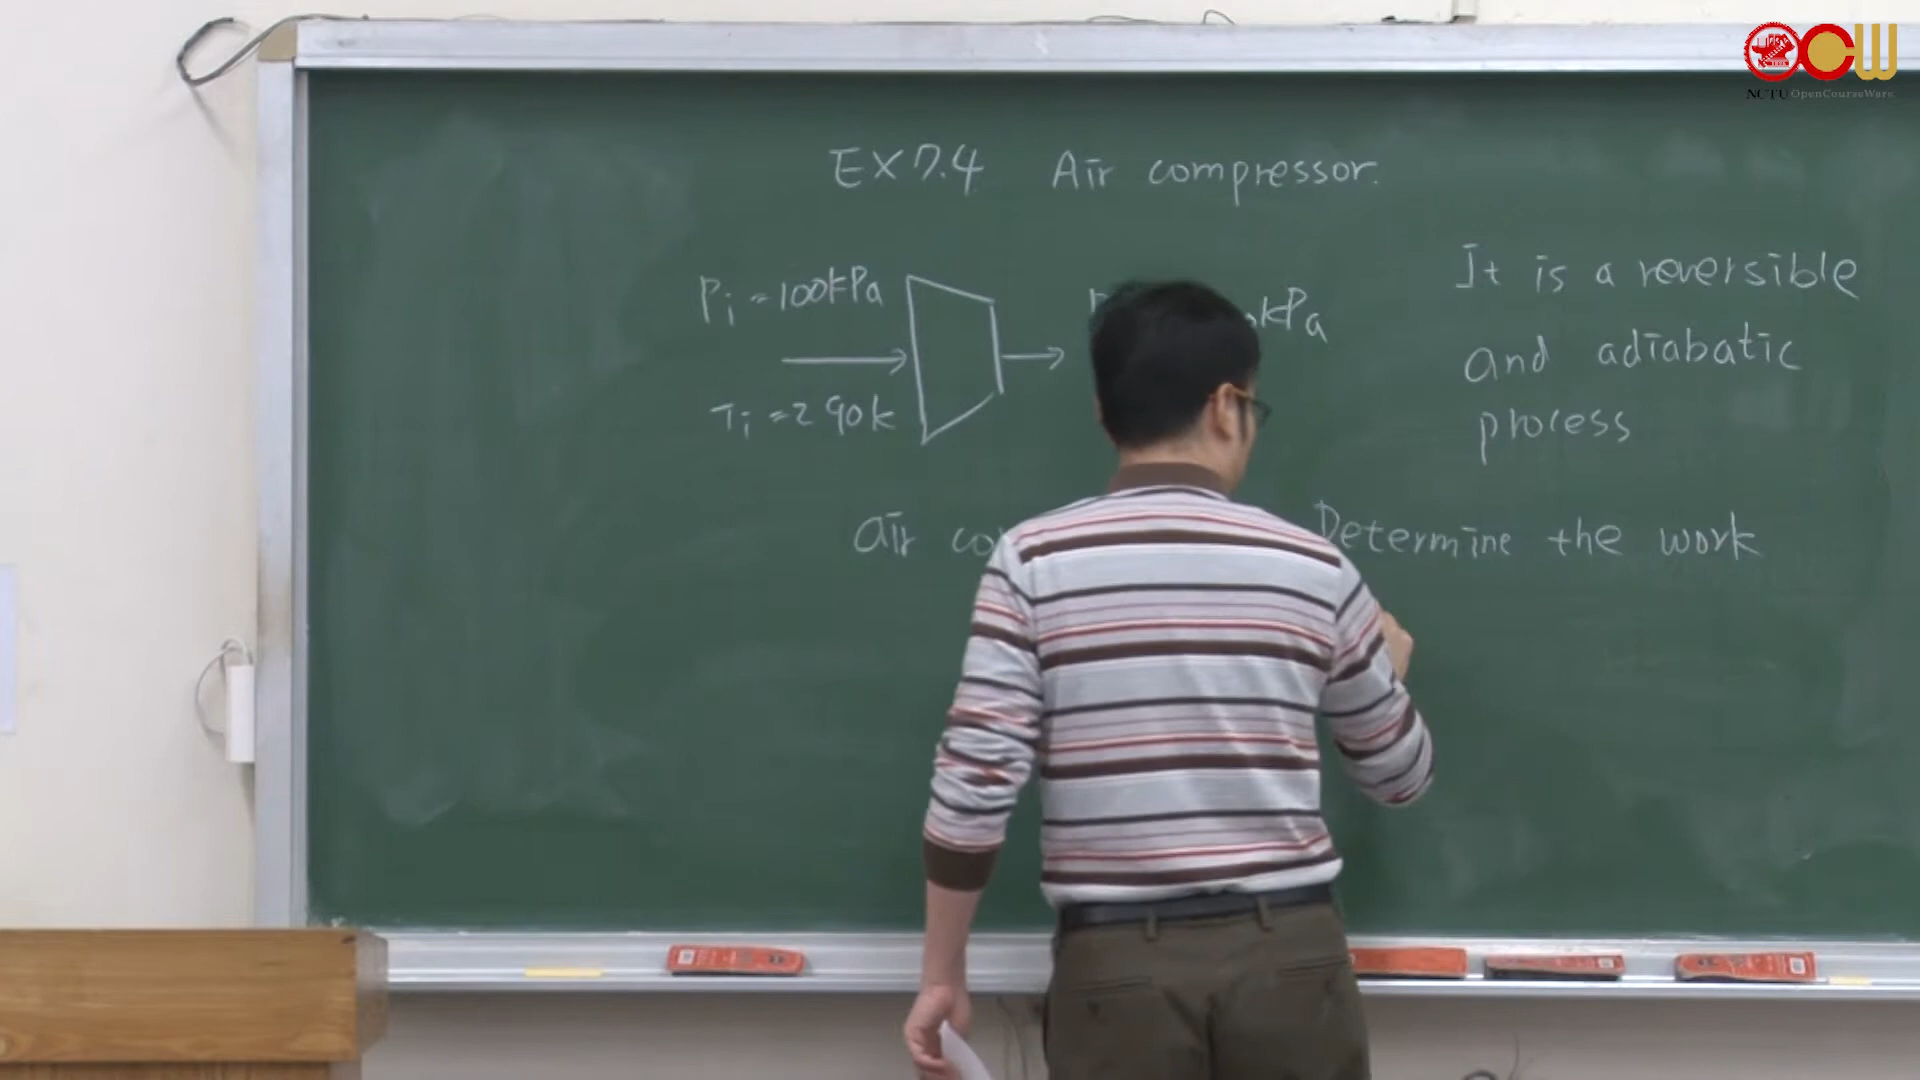 OCW
NCTU OpenCourseWare
EX 7.4 Air compressor.
Pi = 100kPa
kPa
Ti = 290k
It is a reversible
and adiabatic
process
air
Determine the work